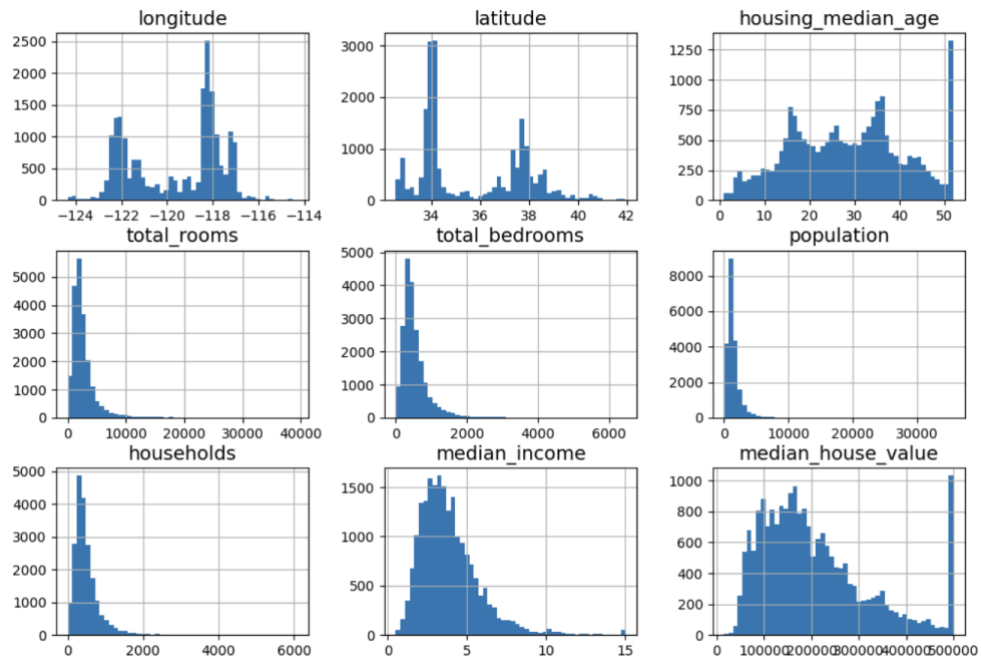 longitude
2500
2000
1500
1000
500
0
−124 −122 −120 −118 −116 −114
latitude
3000
2000
1000
0
34 36 38 40 42
housing_median_age
1250
1000
750
500
250
0
0 10 20 30 40 50
total_rooms
5000
4000
3000
2000
1000
0
0 10000 20000 30000 40000
total_bedrooms
5000
4000
3000
2000
1000
0
0 2000 4000 6000
population
8000
6000
4000
2000
0
0 10000 20000 30000
households
5000
4000
3000
2000
1000
0
0 2000 4000 6000
median_income
1500
1000
500
0
0 5 10 15
median_house_value
1000
800
600
400
200
0
0 100000 200000 300000 400000 500000